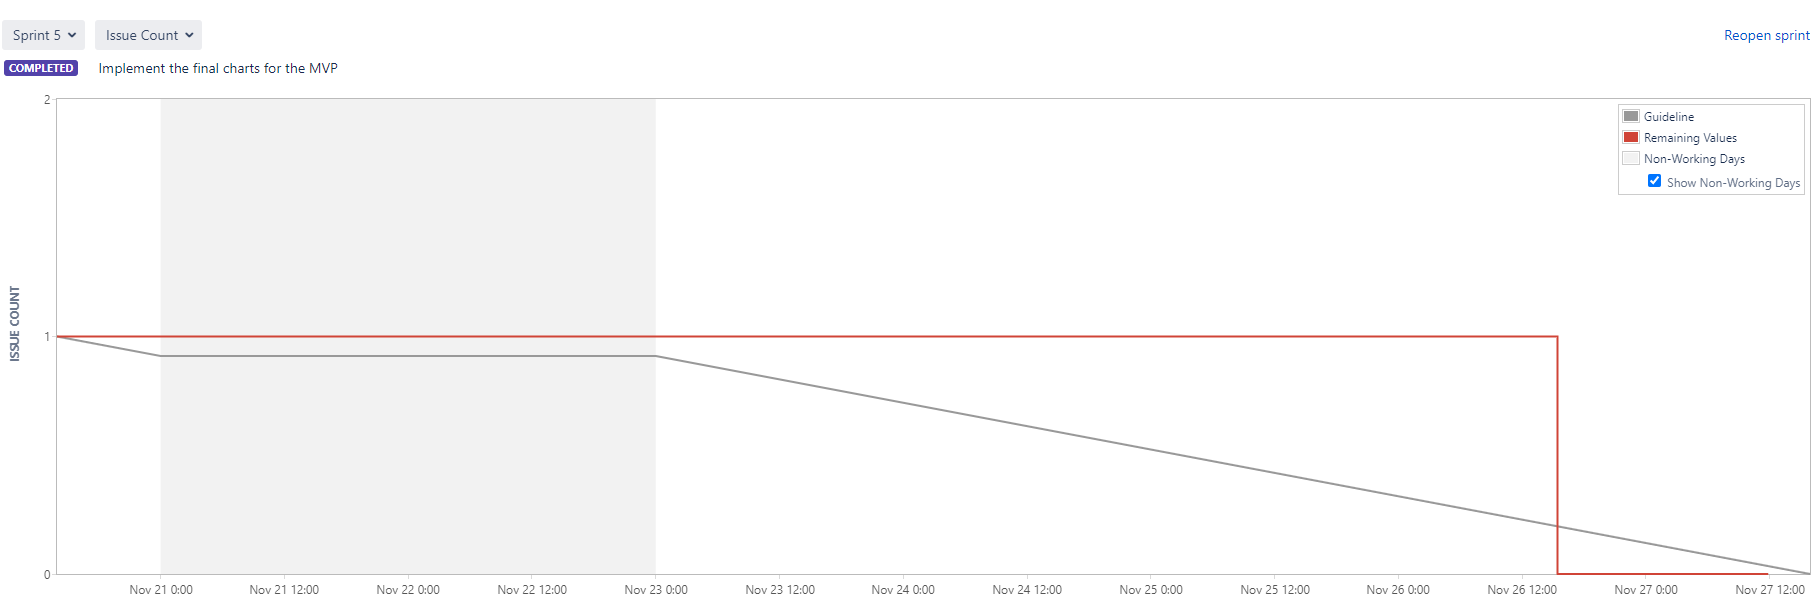 Sprint 5 Issue Count Reopen sprint
COMPLETED Implement the final charts for the MVP
2
Guideline
Remaining Values
Non-Working Days
Show Non-Working Days
ISSUE COUNT
1
0
Nov 21 0:00 Nov 21 12:00 Nov 22 0:00 Nov 22 12:00 Nov 23 0:00 Nov 23 12:00 Nov 24 0:00 Nov 24 12:00 Nov 25 0:00 Nov 25 12:00 Nov 26 0:00 Nov 26 12:00 Nov 27 0:00 Nov 27 12:00